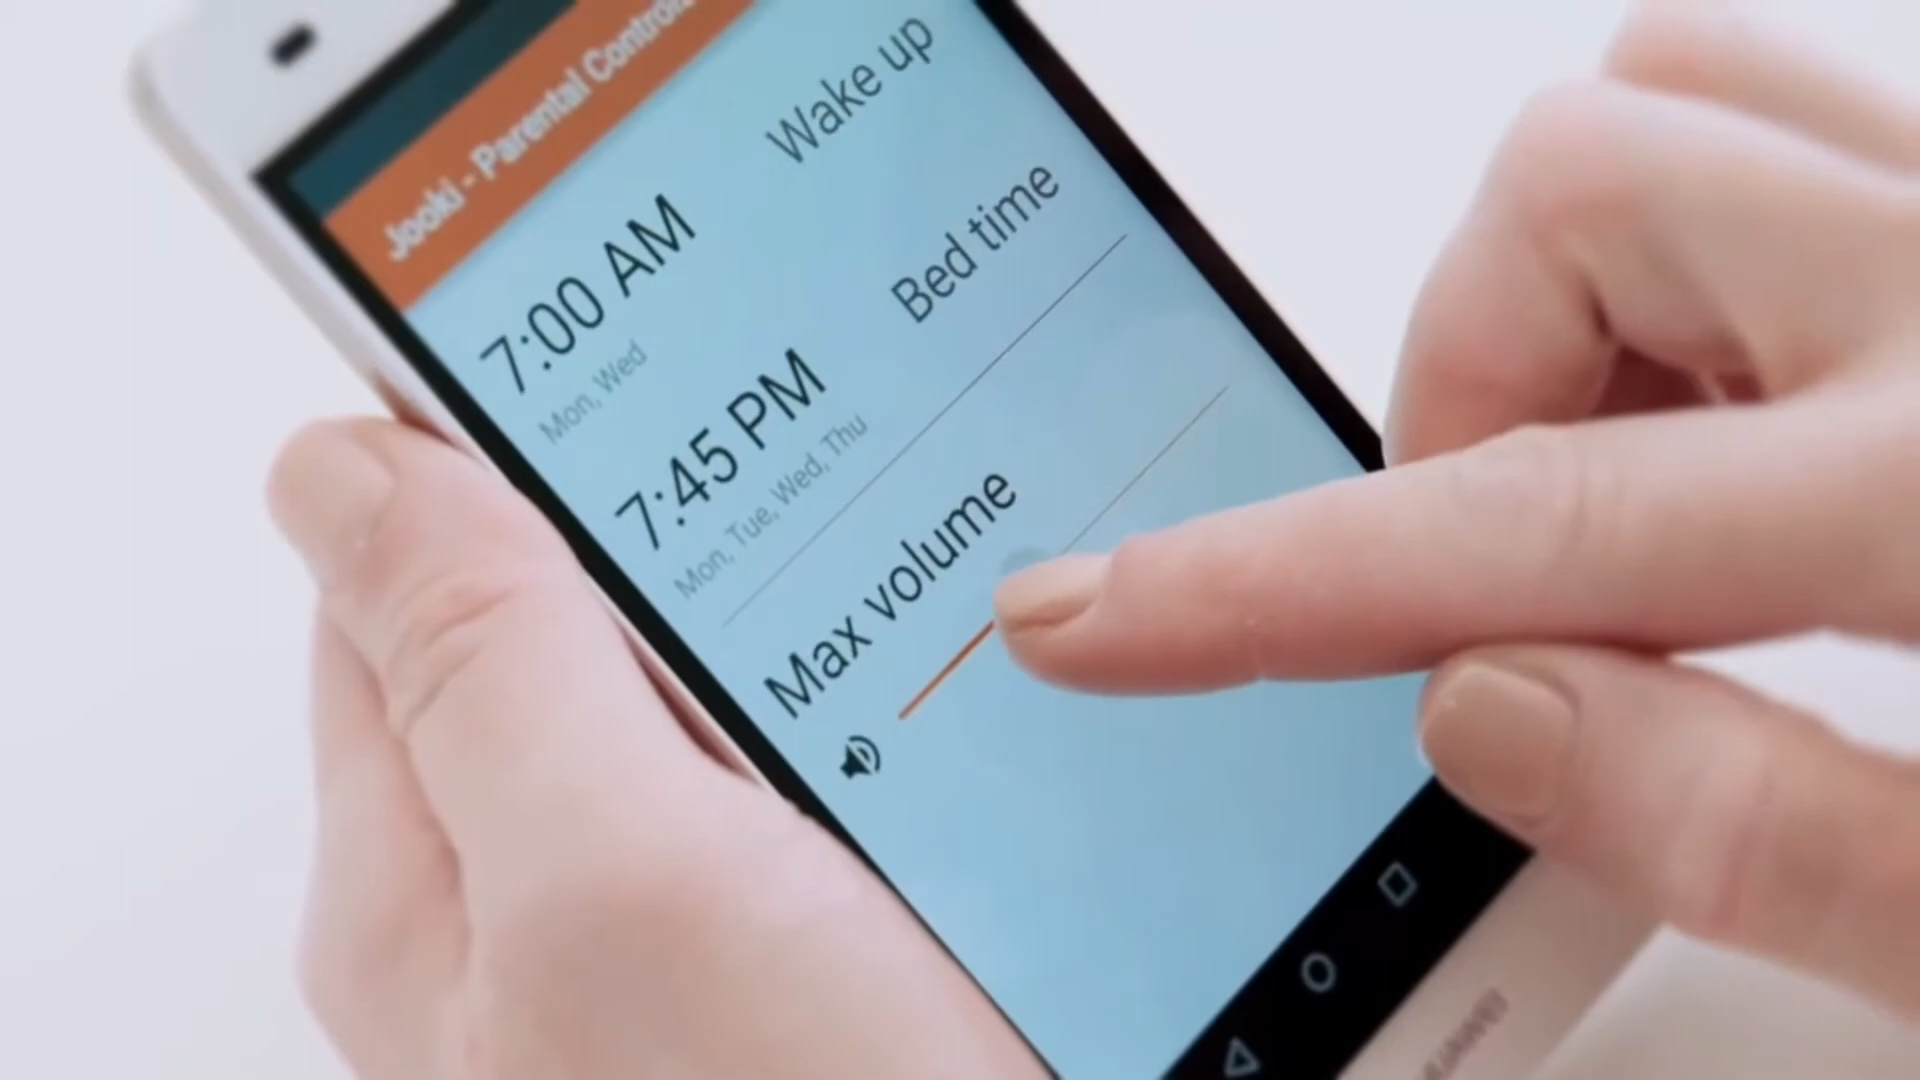 Jooki - Parental Controls
7:00 AM Wake up
Mon, Wed
7:45 PM Bed time
Mon, Tue, Wed, Thu
Max volume
HUAWEI